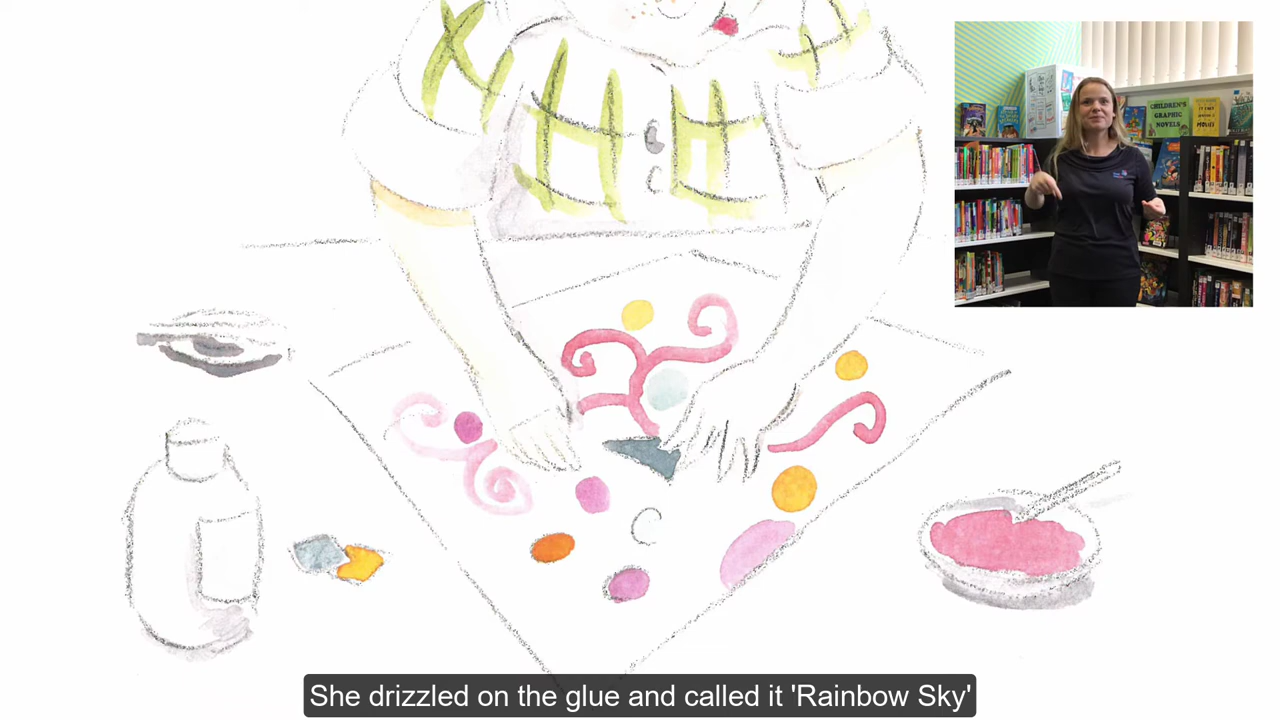 CHILDREN'S
GRAPHIC
NOVELS
She drizzled on the glue and called it 'Rainbow Sky'